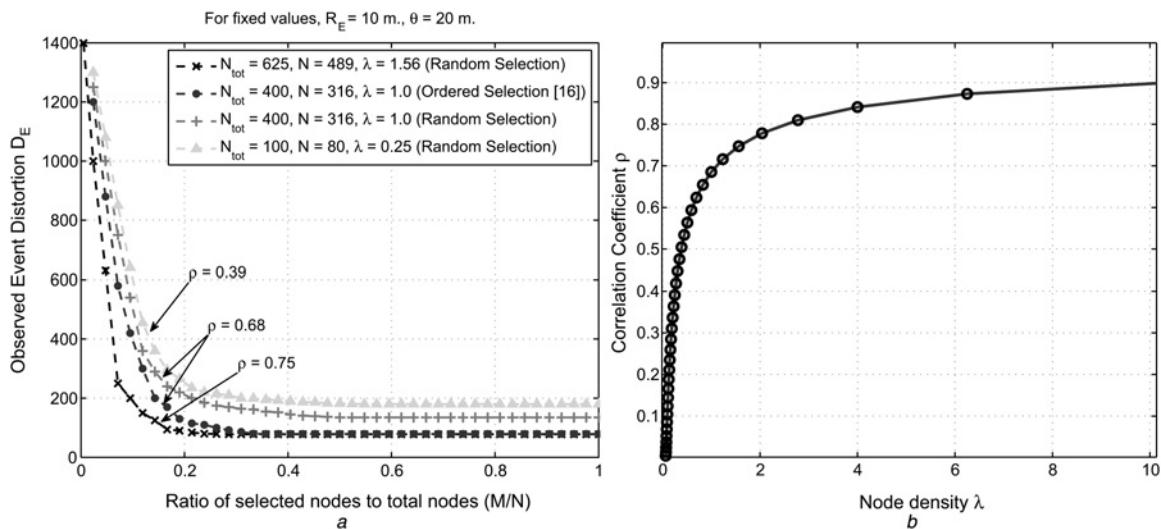 For fixed values, R_E = 10 m., θ = 20 m.
Observed Event Distortion D_E
1400
1200
1000
800
600
400
200
0
N_tot = 625, N = 489, λ = 1.56 (Random Selection)
N_tot = 400, N = 316, λ = 1.0 (Ordered Selection [16])
N_tot = 400, N = 316, λ = 1.0 (Random Selection)
N_tot = 100, N = 80, λ = 0.25 (Random Selection)
ρ = 0.39
ρ = 0.68
ρ = 0.75
0 0.2 0.4 0.6 0.8 1
Ratio of selected nodes to total nodes (M/N)
a
Correlation Coefficient ρ
0.9
0.8
0.7
0.6
0.5
0.4
0.3
0.2
0.1
0 2 4 6 8 10
Node density λ
b